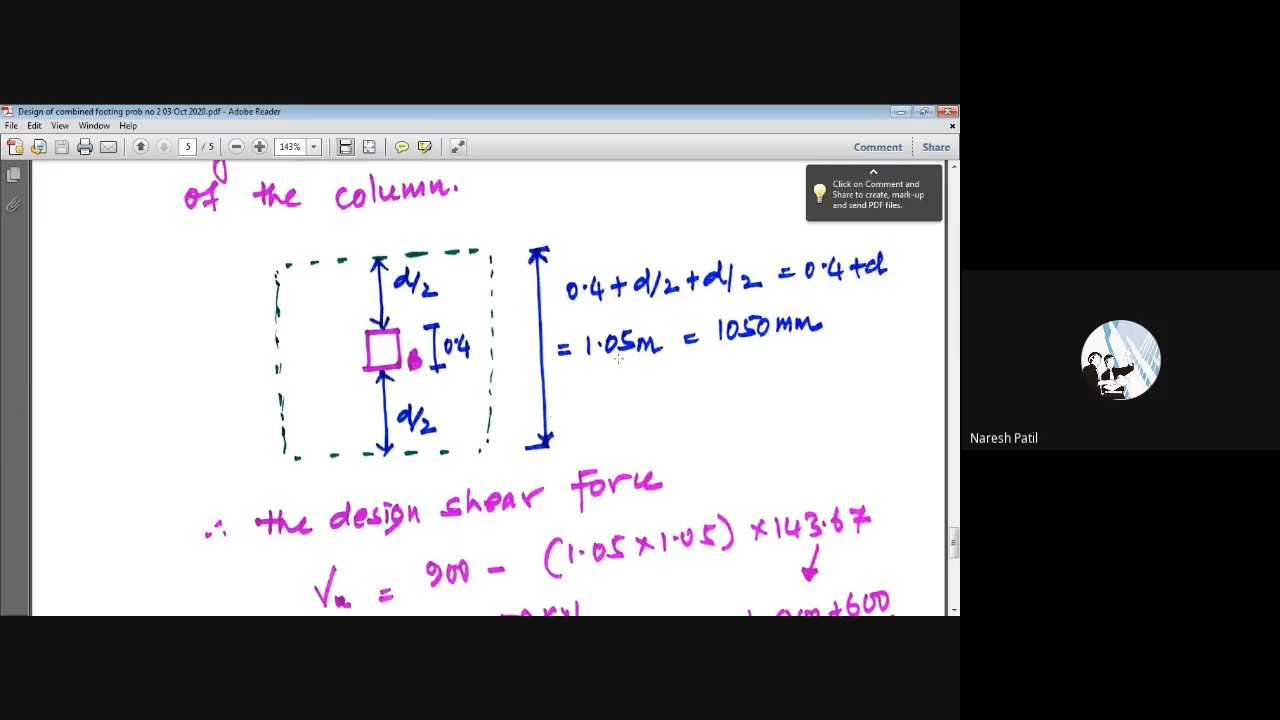 Design of combined footing prob no 2 03 Oct 2020.pdf - Adobe Reader
File Edit View Window Help
5 / 5 143% Comment Share
Click on Comment and
Share to create, mark-up
and send PDF files.
of the column.
d/2
0.4
d/2
0.4 + d/2 + d/2 = 0.4 + d
= 1.05m = 1050 mm
Naresh Patil
∴ the design shear Force
Vu = 900 - (1.05 x 1.05) x 143.67
+600